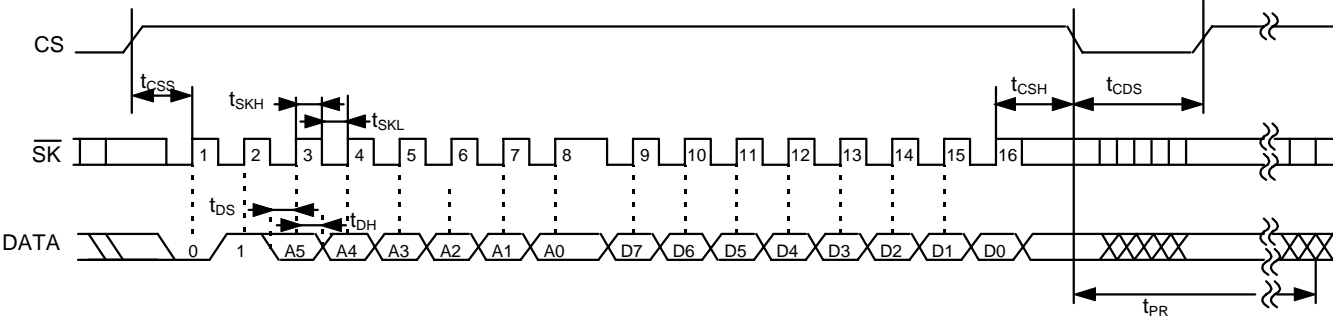 CS
tCSS
tSKH
tSKL
tCSH
tCDS
SK
1 2 3 4 5 6 7 8 9 10 11 12 13 14 15 16
tDS
tDH
DATA
0 1 A5 A4 A3 A2 A1 A0 D7 D6 D5 D4 D3 D2 D1 D0
tPR